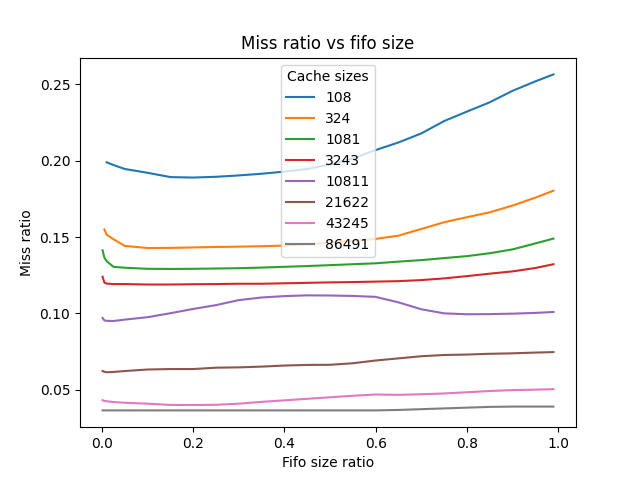 Miss ratio vs fifo size
Miss ratio
0.25
0.20
0.15
0.10
0.05
Cache sizes
108
324
1081
3243
10811
21622
43245
86491
0.0 0.2 0.4 0.6 0.8 1.0
Fifo size ratio